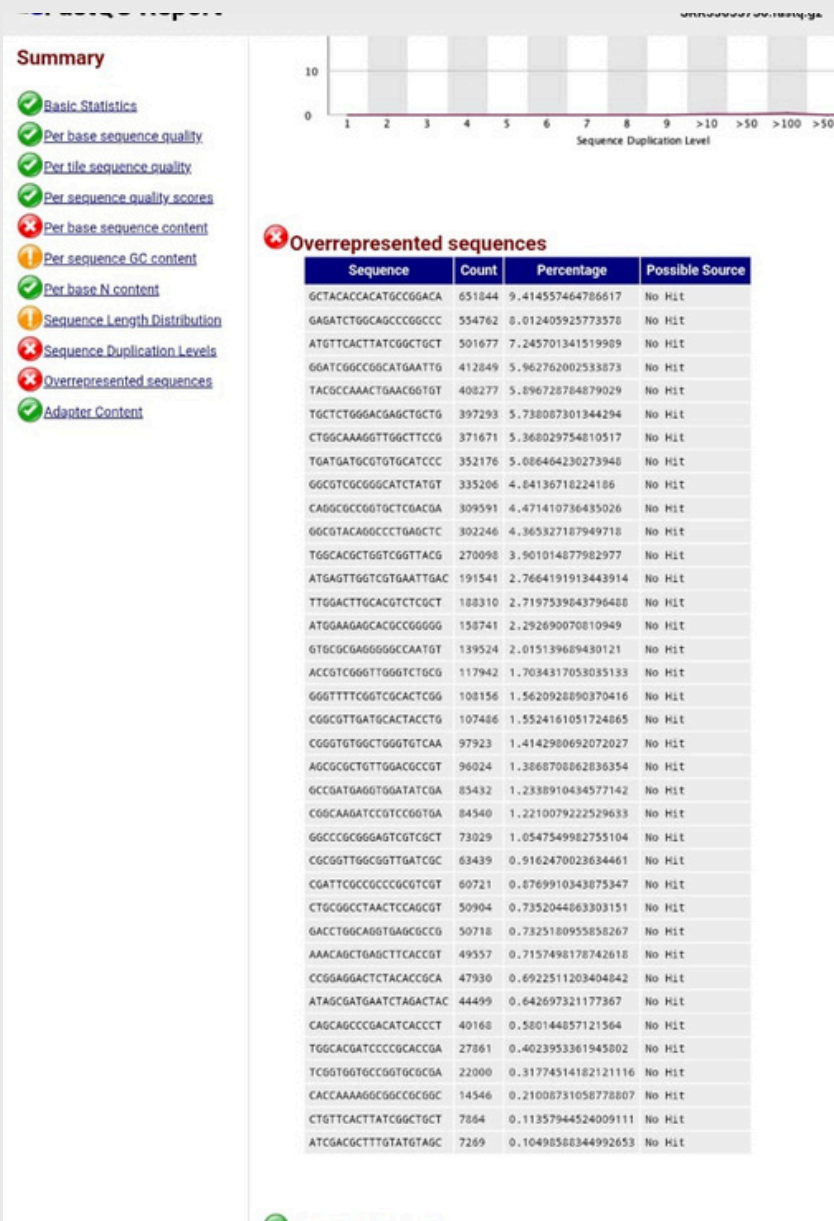 Summary
Basic Statistics
Per base sequence quality
Per tile sequence quality
Per sequence quality scores
Per base sequence content
Per sequence GC content
Per base N content
Sequence Length Distribution
Sequence Duplication Levels
Overrepresented sequences
Adapter Content
10
0
1 2 3 4 5 6 7 8 9 >10 >50 >100 >50
Sequence Duplication Level
Overrepresented sequences
Sequence Count Percentage Possible Source
GCTACACCACATGCCGGACA 651844 9.414557464786617 No Hit
GAGATCTGGCAGCCCGGCCC 554762 8.012405925773578 No Hit
ATGTTCACTTATCGGCTGCT 501677 7.245701341519989 No Hit
GGATCGGCCGGCATGAATTG 412849 5.962762002533873 No Hit
TACGCCAAACTGAACGGTGT 408277 5.896728784879029 No Hit
TGCTCTGGGACGAGCTGCTG 397293 5.738087301344294 No Hit
CTGGCAAAGGTTGGCTTCCG 371671 5.368029754810517 No Hit
TGATGATGCGTGTGCATCCC 352176 5.086464230273948 No Hit
GGCGTCGCGGGCATCTATGT 335206 4.84136718224186 No Hit
CAGGCGCCGGTGCTCGACGA 309591 4.471410736435026 No Hit
GGCGTACAGGCCCTGAGCTC 302246 4.365327187949718 No Hit
TGGCACGCTGGTCGGTTACG 270098 3.901014877982977 No Hit
ATGAGTTGGTCGTGAATTGAC 191541 2.7664191913443914 No Hit
TTGGACTTGCACGTCTCGCT 188310 2.7197539843796488 No Hit
ATGGAAGAGCACGCCGGGGG 158741 2.292690070810949 No Hit
GTGCGCGAGGGGGCCAATGT 139524 2.015139689430121 No Hit
ACCGTCGGGTTGGGTCTGCG 117942 1.7034317053035133 No Hit
GGGTTTTCGGTCGCACTCGG 108156 1.5620928890370416 No Hit
CGGCGTTGATGCACTACCTG 107486 1.5524161051724865 No Hit
CGGGTGTGGCTGGGTGTCAA 97923 1.4142980692072027 No Hit
AGCGCGCTGTTGGACGCCGT 96024 1.3868708862836354 No Hit
GCCGATGAGGTGGATATCGA 85432 1.2338910434577142 No Hit
CGGCAAGATCCGTCCGGTGA 84540 1.2210079222529633 No Hit
GGCCCGCGGGAGTCGTCGCT 73029 1.0547549982755104 No Hit
CGCGGTTGGCGGTTGATCGC 63439 0.9162470023634461 No Hit
CGATTCGCCGCCCGCGTCGT 60721 0.8769910343875347 No Hit
CTGCGGCCTAACTCCAGCGT 50904 0.7352044863303151 No Hit
GACCTGGCAGGTGAGCGCCG 50718 0.7325180955858267 No Hit
AAACAGCTGAGCTTCACCGT 49557 0.7157498178742618 No Hit
CCGGAGGACTCTACACCGCA 47930 0.6922511203404842 No Hit
ATAGCGATGAATCTAGACTAC 44499 0.642697321177367 No Hit
CAGCAGCCCGACATCACCCT 40168 0.580144857121564 No Hit
TGGCACGATCCCCGCACCGA 27861 0.4023953361945802 No Hit
TCGGTGGTGCCGGTGCGCGA 22000 0.31774514182121116 No Hit
CACCAAAAGGCGGCCGCGGC 14546 0.21008731058778807 No Hit
CTGTTCACTTATCGGCTGCT 7864 0.11357944524009111 No Hit
ATCGACGCTTTGTATGTAGC 7269 0.10498588344992653 No Hit